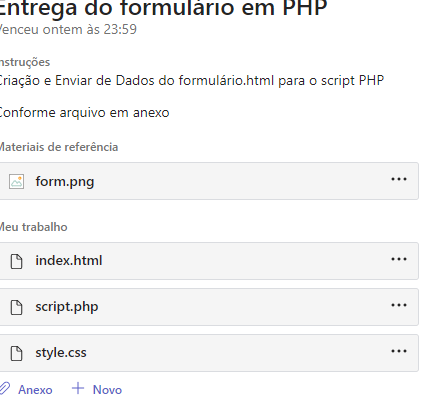 Entrega do formulário em PHP
Venceu ontem às 23:59
Instruções
Criação e Enviar de Dados do formulário.html para o script PHP
Conforme arquivo em anexo
Materiais de referência
form.png
Meu trabalho
index.html
script.php
style.css
Anexo
Novo